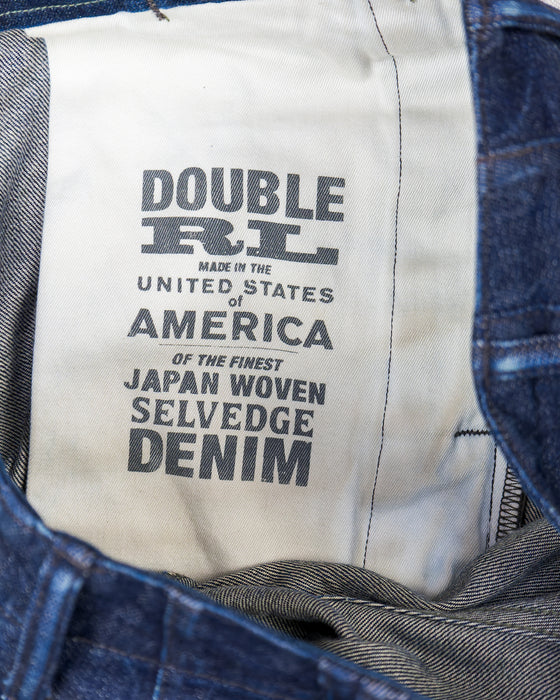 DOUBLE
RL
MADE IN THE
UNITED STATES
of
AMERICA
OF THE FINEST
JAPAN WOVEN
SELVEDGE
DENIM